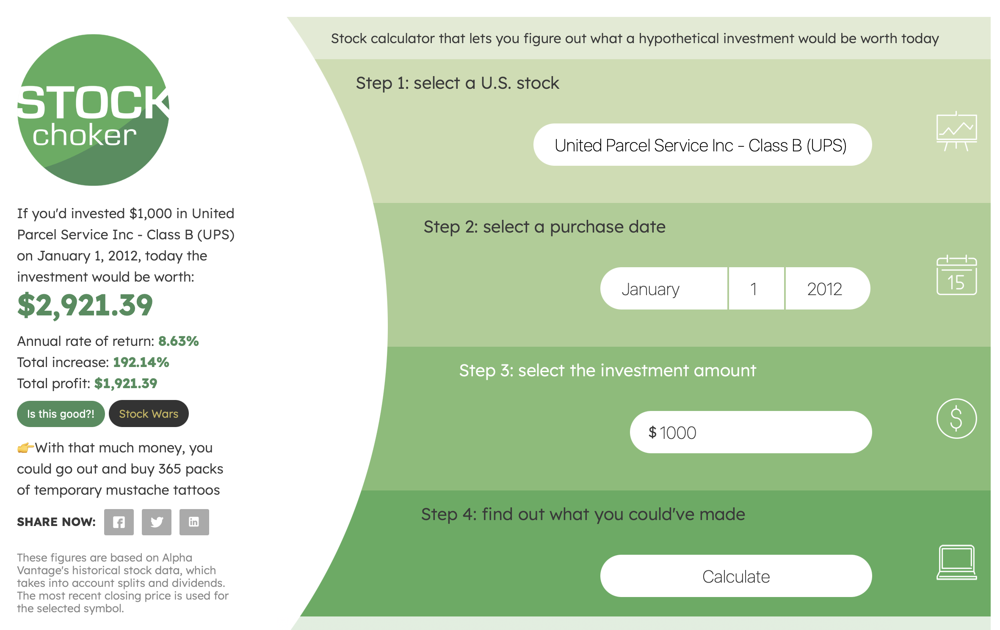 STOCK
choker
If you'd invested $1,000 in United
Parcel Service Inc - Class B (UPS)
on January 1, 2012, today the
investment would be worth:
$2,921.39
Annual rate of return: 8.63%
Total increase: 192.14%
Total profit: $1,921.39
Is this good?! Stock Wars
👉With that much money, you
could go out and buy 365 packs
of temporary mustache tattoos
SHARE NOW: f in
These figures are based on Alpha
Vantage's historical stock data, which
takes into account splits and dividends.
The most recent closing price is used for
the selected symbol.
Stock calculator that lets you figure out what a hypothetical investment would be worth today
Step 1: select a U.S. stock
United Parcel Service Inc - Class B (UPS)
Step 2: select a purchase date
January 1 2012
15
Step 3: select the investment amount
$ 1000
$
Step 4: find out what you could've made
Calculate